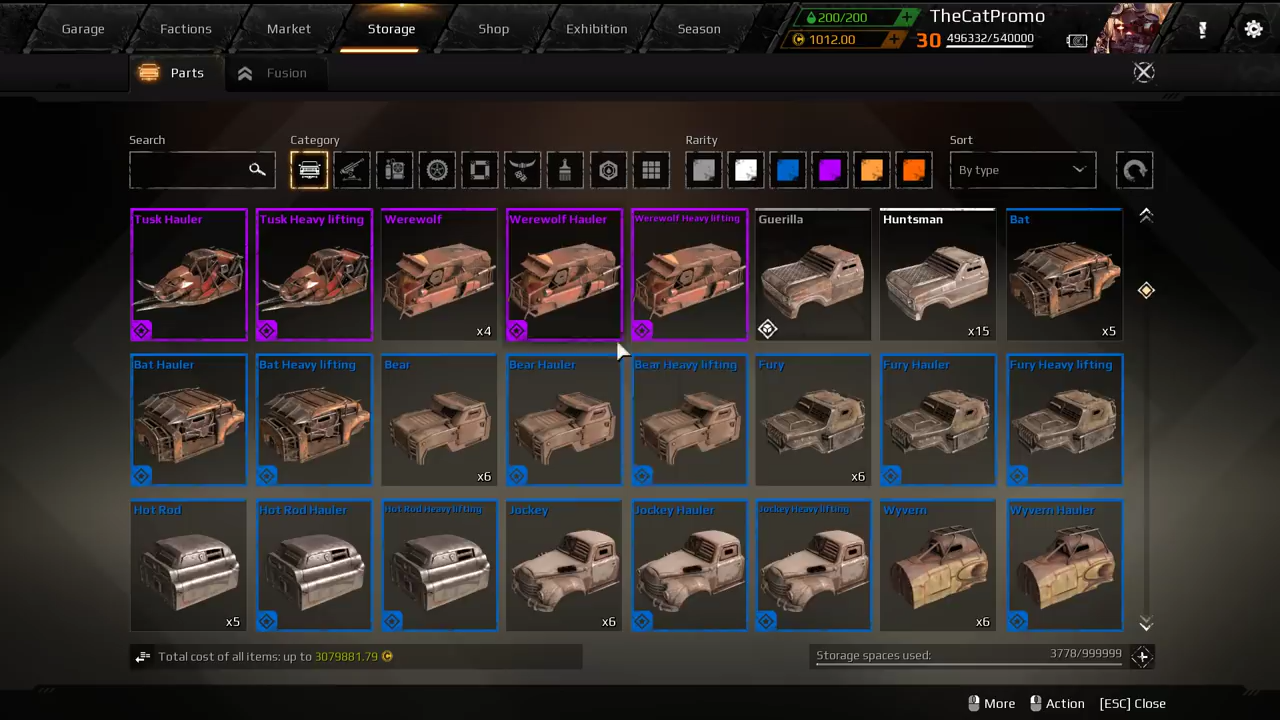 Garage Factions Market Storage Shop Exhibition Season
200/200
1012.00
TheCatPromo
30 496332/540000
Parts Fusion
Search Category Rarity Sort
By type
Tusk Hauler
Tusk Heavy lifting
Werewolf
x4
Werewolf Hauler
Werewolf Heavy lifting
Guerilla
Huntsman
x15
Bat
x5
Bat Hauler
Bat Heavy lifting
Bear
x6
Bear Hauler
Bear Heavy lifting
Fury
x6
Fury Hauler
Fury Heavy lifting
Hot Rod
x5
Hot Rod Hauler
Hot Rod Heavy lifting
Jockey
x6
Jockey Hauler
Jockey Heavy lifting
Wyvern
x6
Wyvern Hauler
Total cost of all items: up to 3079881.79
Storage spaces used: 3778/999999
More Action [ESC] Close